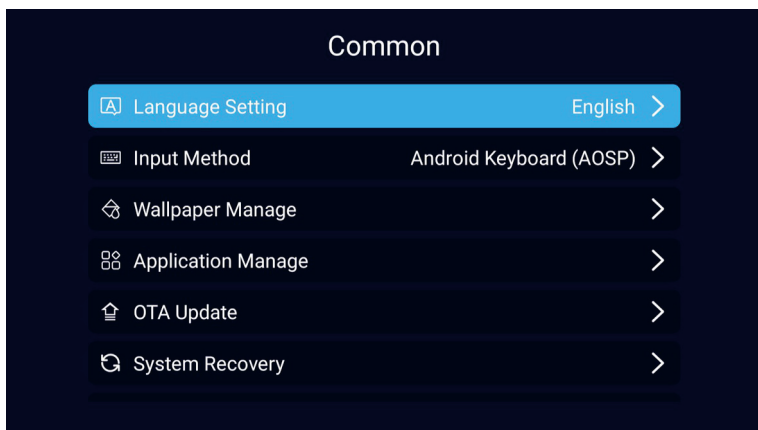 Common
Language Setting English
Input Method Android Keyboard (AOSP)
Wallpaper Manage
Application Manage
OTA Update
System Recovery